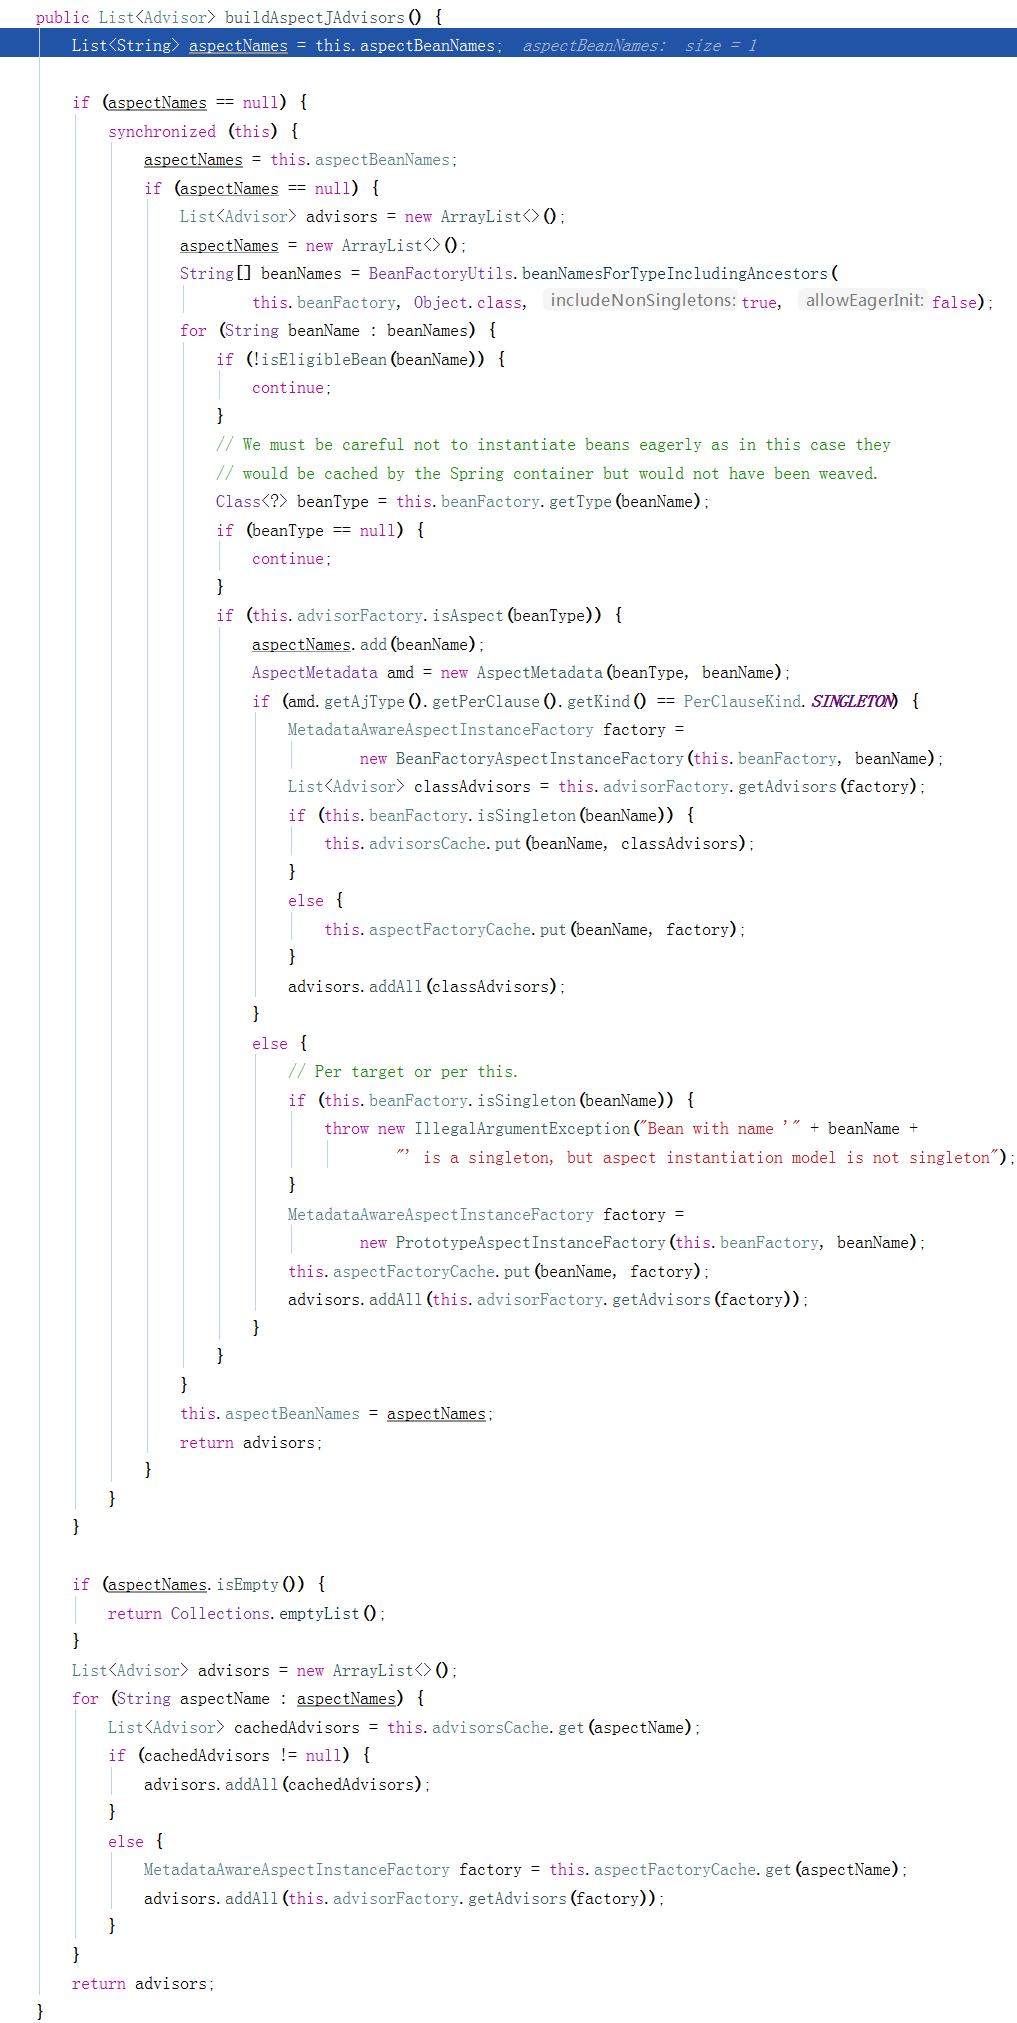 public List<Advisor> buildAspectJAdvisors() {
List<String> aspectNames = this.aspectBeanNames; aspectBeanNames: size = 1
if (aspectNames == null) {
synchronized (this) {
aspectNames = this.aspectBeanNames;
if (aspectNames == null) {
List<Advisor> advisors = new ArrayList<>();
aspectNames = new ArrayList<>();
String[] beanNames = BeanFactoryUtils.beanNamesForTypeIncludingAncestors(
this.beanFactory, Object.class, includeNonSingletons: true, allowEagerInit: false);
for (String beanName : beanNames) {
if (!isEligibleBean(beanName)) {
continue;
}
// We must be careful not to instantiate beans eagerly as in this case they
// would be cached by the Spring container but would not have been weaved.
Class<?> beanType = this.beanFactory.getType(beanName);
if (beanType == null) {
continue;
}
if (this.advisorFactory.isAspect(beanType)) {
aspectNames.add(beanName);
AspectMetadata amd = new AspectMetadata(beanType, beanName);
if (amd.getAjType().getPerClause().getKind() == PerClauseKind.SINGLETON) {
MetadataAwareAspectInstanceFactory factory =
new BeanFactoryAspectInstanceFactory(this.beanFactory, beanName);
List<Advisor> classAdvisors = this.advisorFactory.getAdvisors(factory);
if (this.beanFactory.isSingleton(beanName)) {
this.advisorsCache.put(beanName, classAdvisors);
}
else {
this.aspectFactoryCache.put(beanName, factory);
}
advisors.addAll(classAdvisors);
}
else {
// Per target or per this.
if (this.beanFactory.isSingleton(beanName)) {
throw new IllegalArgumentException("Bean with name '" + beanName +
"' is a singleton, but aspect instantiation model is not singleton");
}
MetadataAwareAspectInstanceFactory factory =
new PrototypeAspectInstanceFactory(this.beanFactory, beanName);
this.aspectFactoryCache.put(beanName, factory);
advisors.addAll(this.advisorFactory.getAdvisors(factory));
}
}
}
this.aspectBeanNames = aspectNames;
return advisors;
}
}
}
if (aspectNames.isEmpty()) {
return Collections.emptyList();
}
List<Advisor> advisors = new ArrayList<>();
for (String aspectName : aspectNames) {
List<Advisor> cachedAdvisors = this.advisorsCache.get(aspectName);
if (cachedAdvisors != null) {
advisors.addAll(cachedAdvisors);
}
else {
MetadataAwareAspectInstanceFactory factory = this.aspectFactoryCache.get(aspectName);
advisors.addAll(this.advisorFactory.getAdvisors(factory));
}
}
return advisors;
}